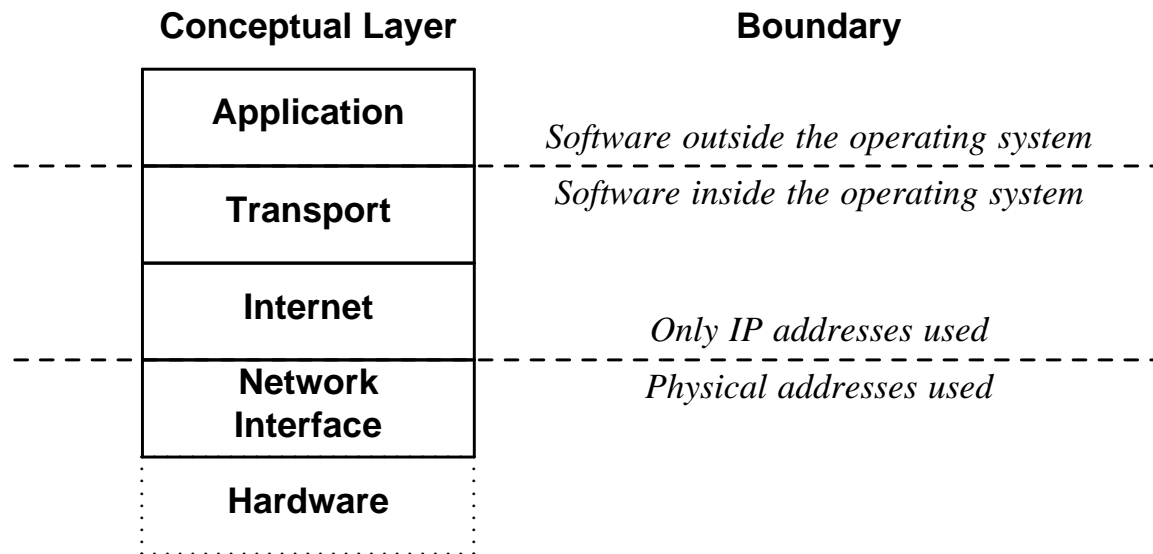 Conceptual Layer
Boundary
Application
Software outside the operating system
Software inside the operating system
Transport
Internet
Only IP addresses used
Network
Interface
Physical addresses used
Hardware